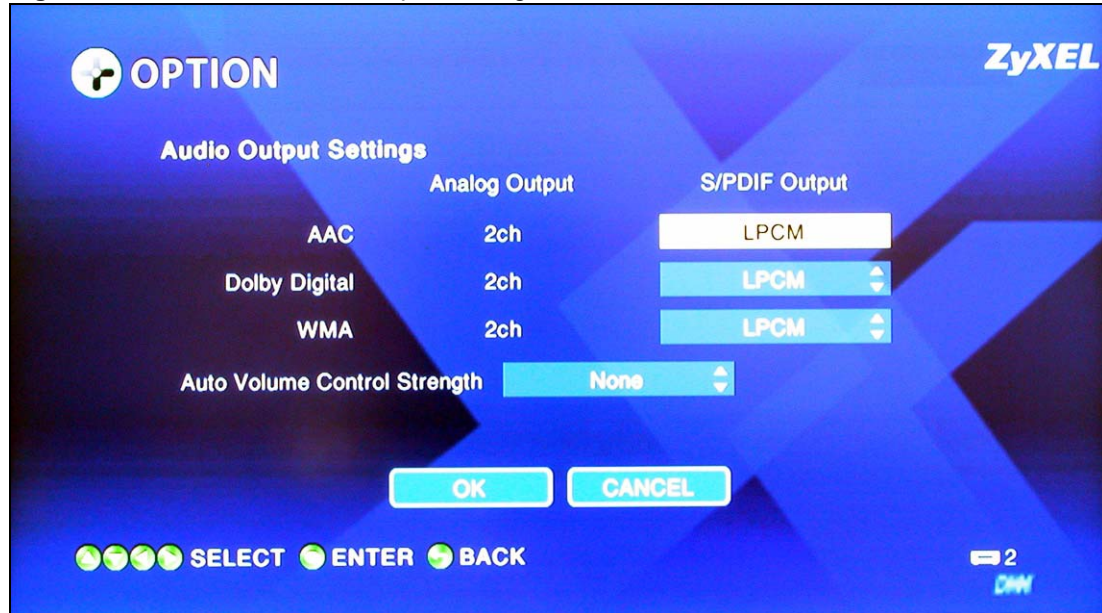 OPTION
ZyXEL
Audio Output Settings
Analog Output S/PDIF Output
AAC 2ch LPCM
Dolby Digital 2ch LPCM
WMA 2ch LPCM
Auto Volume Control Strength None
OK CANCEL
SELECT ENTER BACK
2